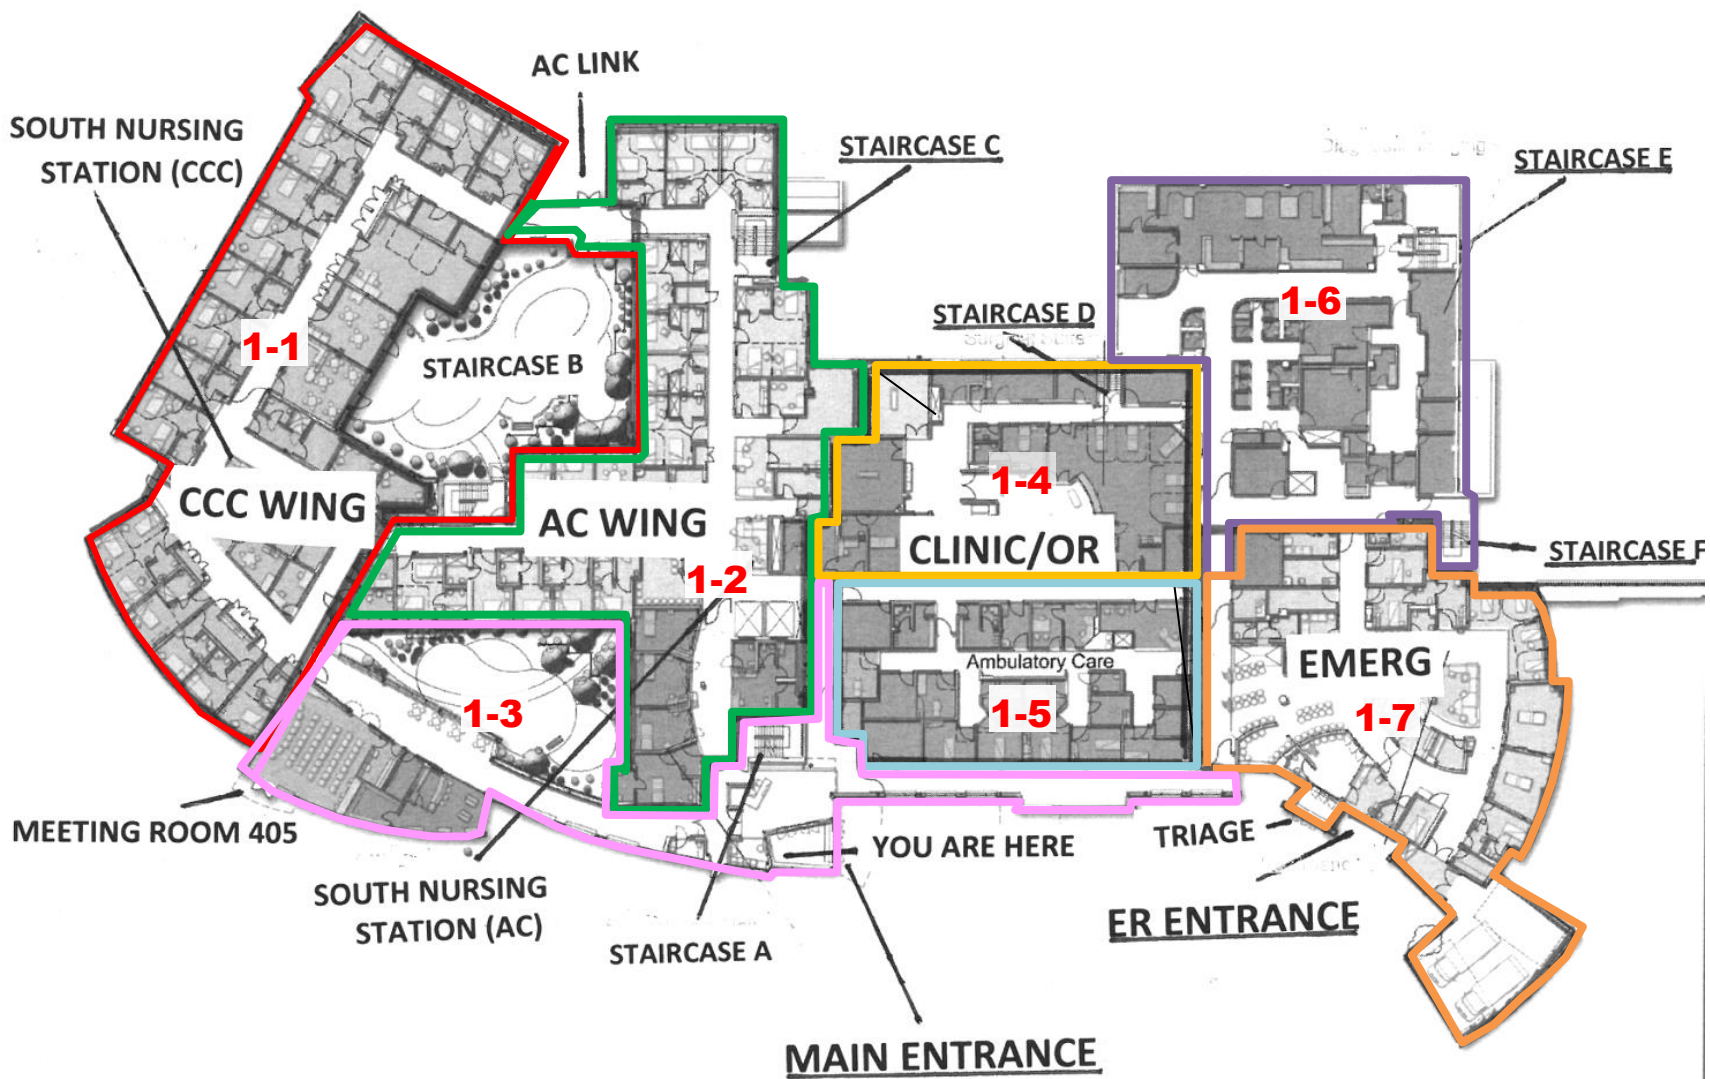 AC LINK
SOUTH NURSING
STATION (CCC)
STAIRCASE C
STAIRCASE E
1-6
STAIRCASE D
1-1
STAIRCASE B
1-4
CCC WING
AC WING
CLINIC/OR
STAIRCASE F
1-2
Ambulatory Care
EMERG
1-3
1-5
1-7
MEETING ROOM 405
YOU ARE HERE
TRIAGE
SOUTH NURSING
STATION (AC)
ER ENTRANCE
STAIRCASE A
MAIN ENTRANCE